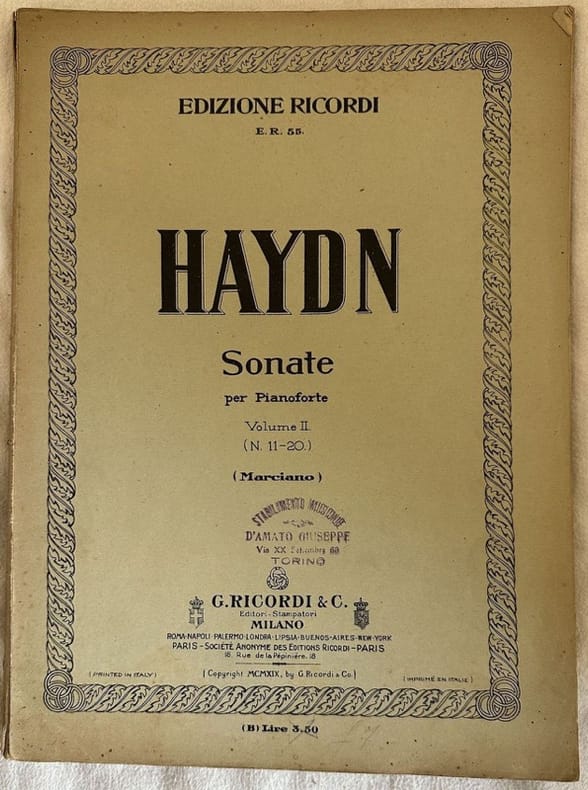 EDIZIONE RICORDI
E. R. 55.
HAYDN
Sonate
per Pianoforte
Volume II.
(N. 11-20.)
(Marciano)
STABILIMENTO MUSICALE
D'AMATO GIUSEPPE
Via XX Settembre 60
TORINO
G. RICORDI & C.
Editori-Stampatori
MILANO
ROMA-NAPOLI-PALERMO-LONDRA-LIPSIA-BUENOS-AIRES-NEW-YORK
PARIS-SOCIÉTÉ ANONYME DES EDITIONS RICORDI-PARIS
18. Rue de la Pépinière. 18
(PRINTED IN ITALY)
(Copyright MCMXIX, by G. Ricordi & Co.)
(IMPRIMÉ EN ITALIE)
(B) Lire 3.50